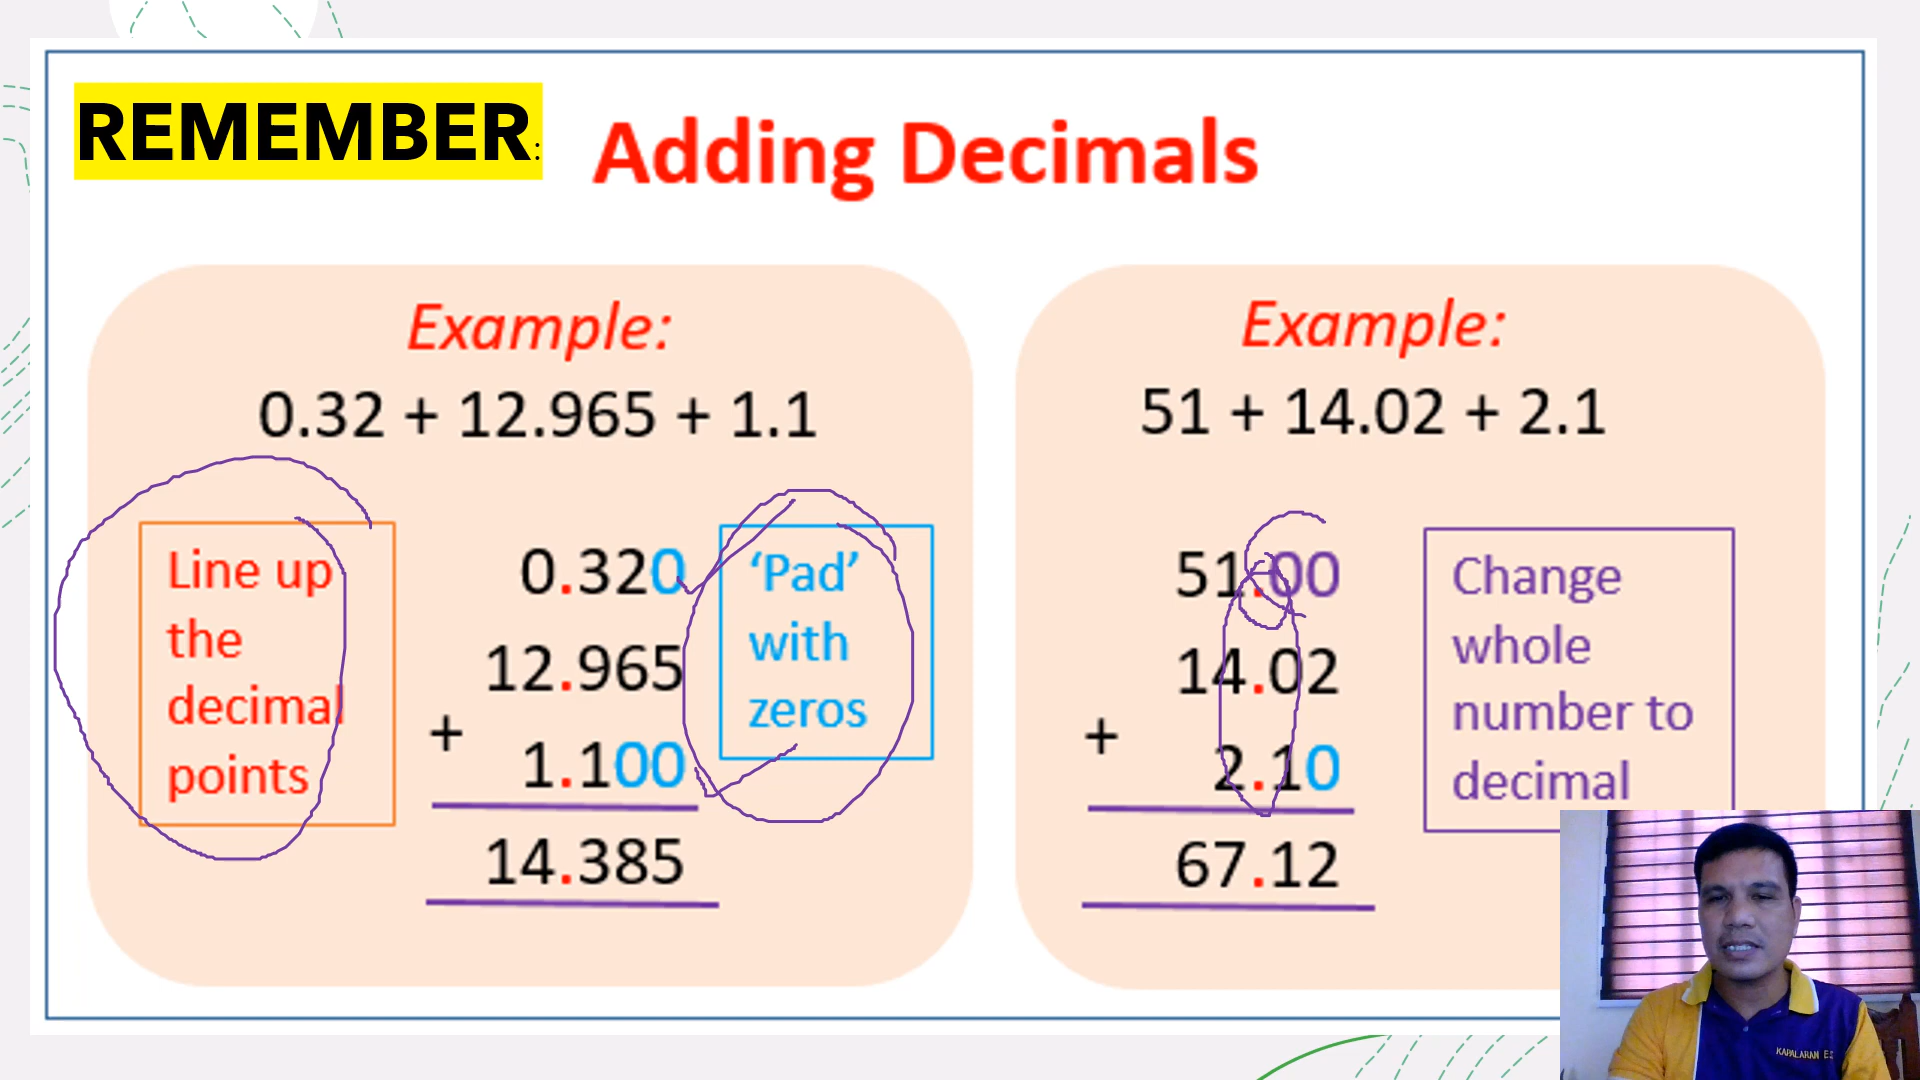 REMEMBER:
Adding Decimals
Example:
0.32 + 12.965 + 1.1
Line up
the
decimal
points
0.320
12.965
+ 1.100
14.385
‘Pad’
with
zeros
Example:
51 + 14.02 + 2.1
51.00
14.02
+ 2.10
67.12
Change
whole
number to
decimal
KAPALARAN E.S